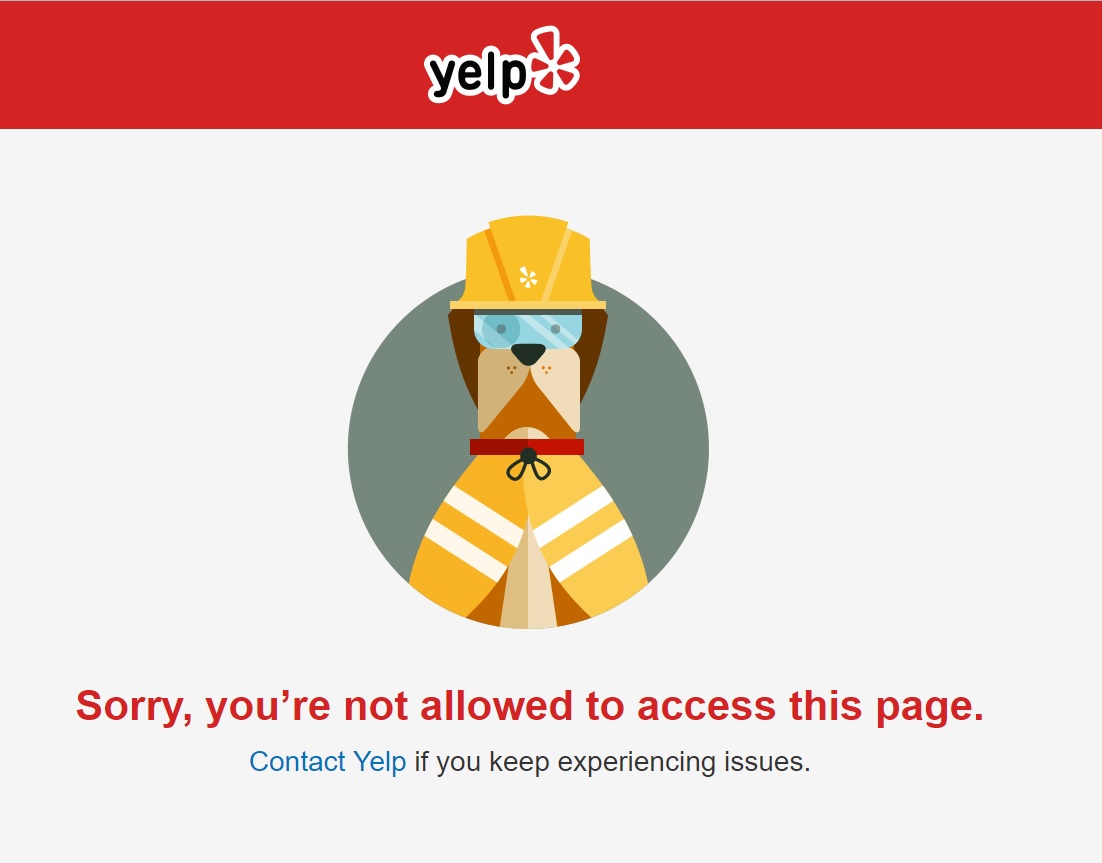 yelp
Sorry, you’re not allowed to access this page.
Contact Yelp if you keep experiencing issues.